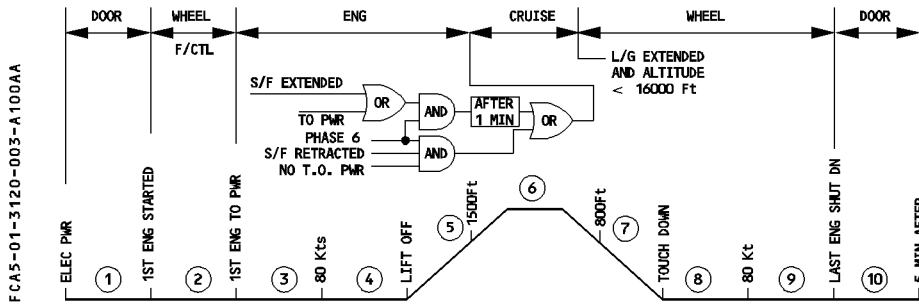 DOOR
WHEEL
ENG
CRUISE
WHEEL
DOOR
F/CTL
S/F EXTENDED
OR
TO PWR
PHASE 6
S/F RETRACTED
NO T.O. PWR
AND
AND
AFTER
1 MIN
OR
L/G EXTENDED
AND ALTITUDE
< 16000 Ft
FCA5-01-3120-003-A100AA
ELEC PWR
1
1ST ENG STARTED
2
1ST ENG TO PWR
3
80 Kts
4
LIFT OFF
5
1500Ft
6
800Ft
7
TOUCH DOWN
8
80 Kt
9
LAST ENG SHUT DN
10
5 MIN AFTER